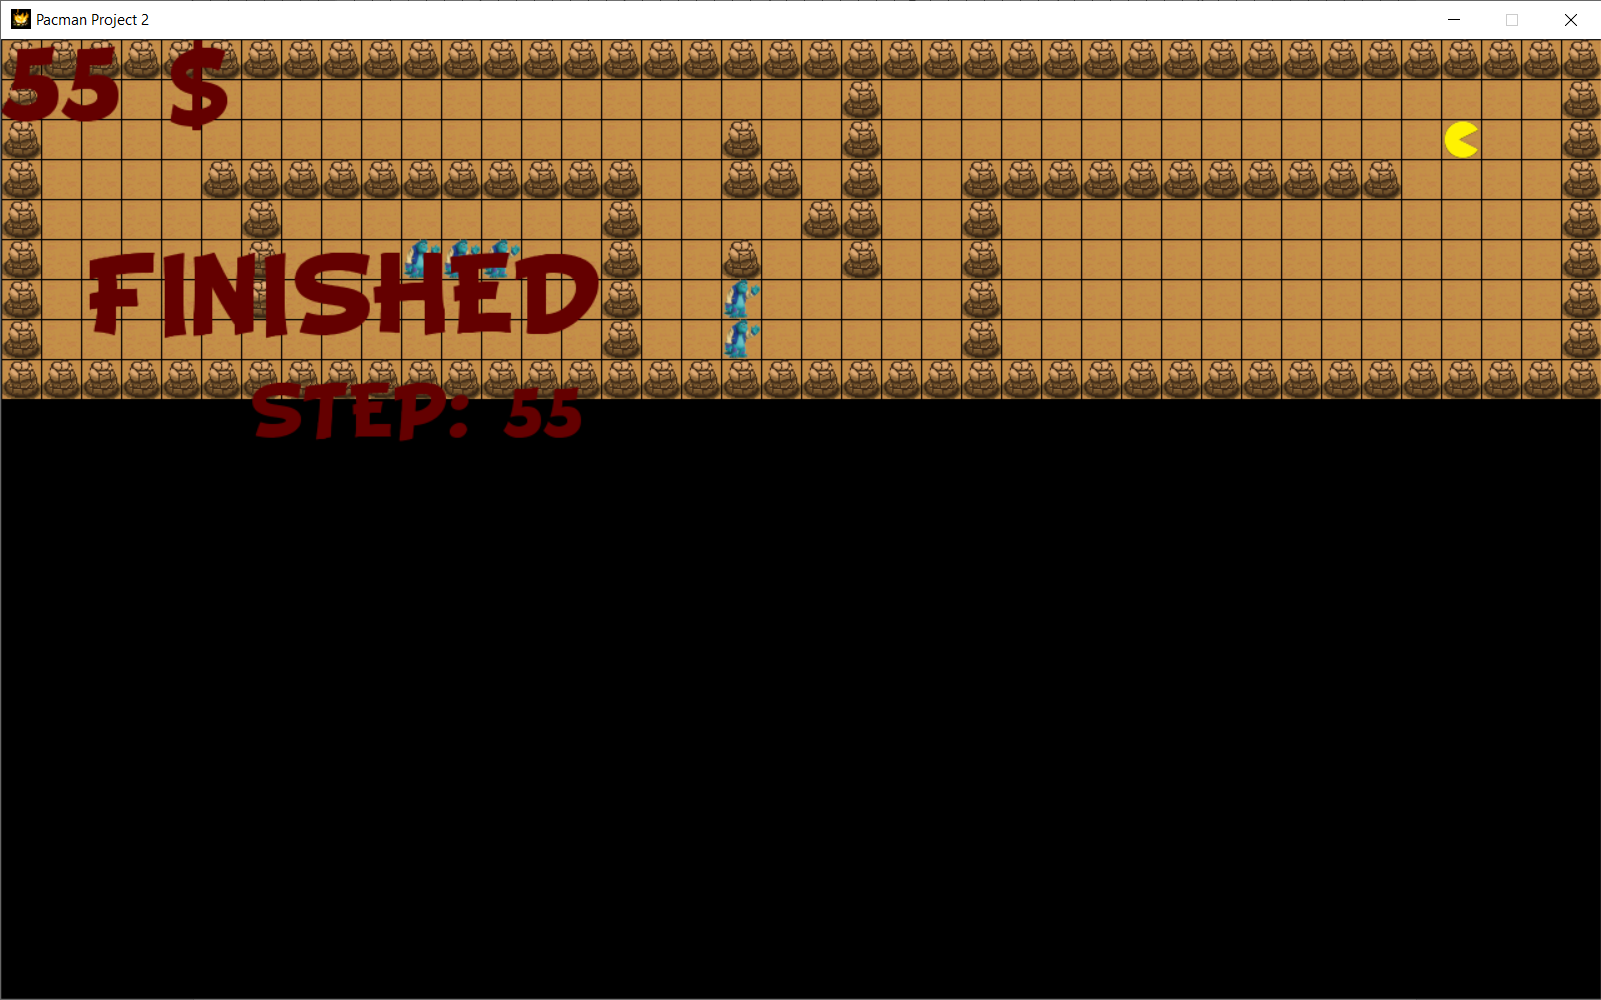 Pacman Project 2
55 $
FINISHED
STEP: 55